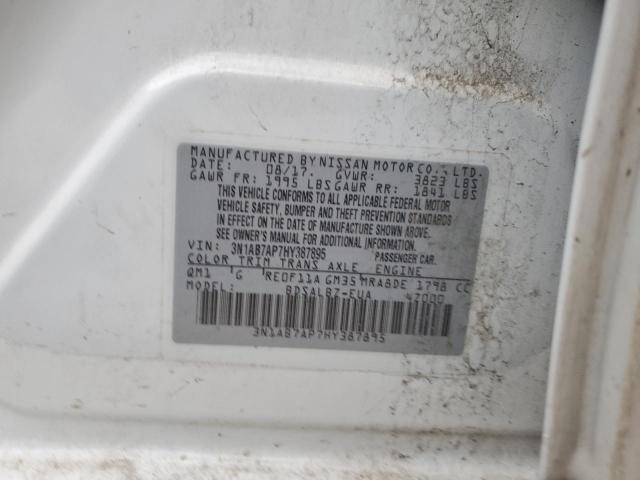 MANUFACTURED BY NISSAN MOTOR CO., LTD.
DATE: 08/17. GVWR: 3823 LBS
GAWR FR: 1995 LBS GAWR RR: 1841 LBS
THIS VEHICLE CONFORMS TO ALL APPLICABLE FEDERAL MOTOR
VEHICLE SAFETY, BUMPER AND THEFT PREVENTION STANDARDS
IN EFFECT ON THE DATE OF MANUFACTURE SHOWN ABOVE.
SEE OWNER'S MANUAL FOR ADDITIONAL INFORMATION.
VIN: 3N1AB7AP7HY387895 PASSENGER CAR.
COLOR TRIM TRANS AXLE ENGINE
QM1 G RE0F11A GM35 MRA8DE 1798 CC
MODEL: BDSALBZ-EUA 47000
3N1AB7AP7HY387895